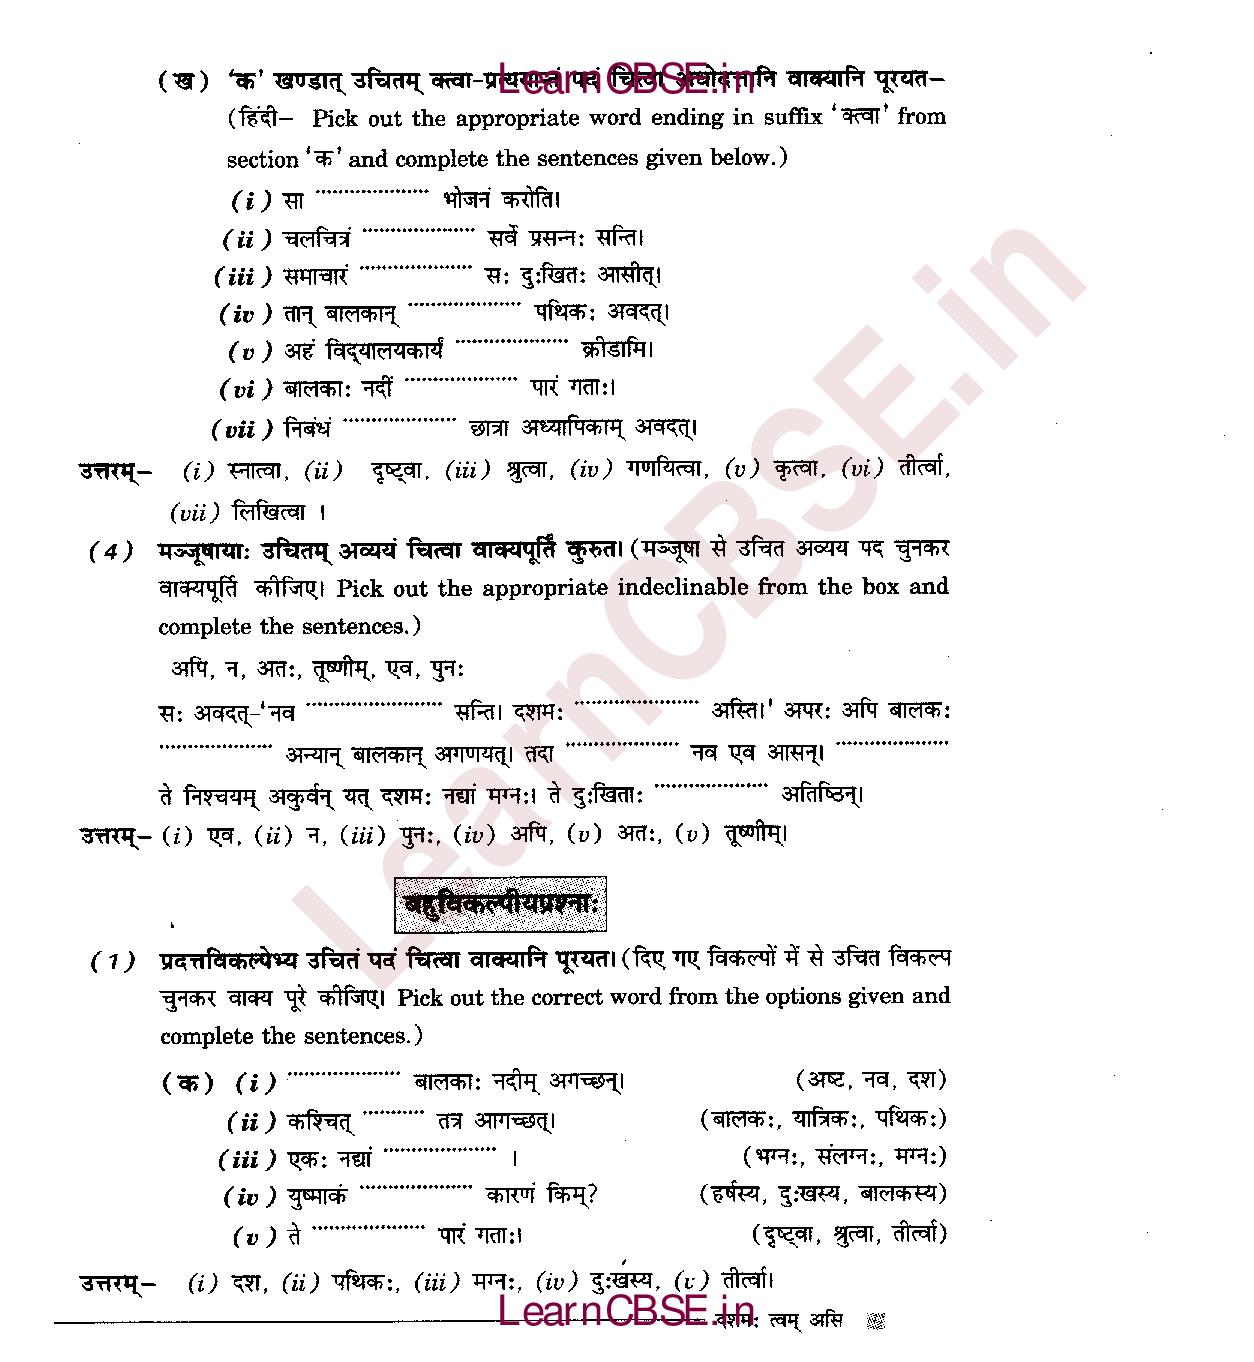 LearnCBSE.in
(ख) 'क' खण्डात् उचितम् क्त्वा-प्रत्ययान्तं पदं चित्वा अधोदत्तानि वाक्यानि पूरयत–
(हिंदी– Pick out the appropriate word ending in suffix 'क्त्वा' from
section 'क' and complete the sentences given below.)
(i) सा .................... भोजनं करोति।
(ii) चलचित्रं .................... सर्वे प्रसन्नः सन्ति।
(iii) समाचारं .................... सः दुःखितः आसीत्।
(iv) तान् बालकान् .................... पथिकः अवदत्।
(v) अहं विद्यालयकार्यं .................... क्रीडामि।
(vi) बालकाः नदीं .................... पारं गताः।
(vii) निबंधं .................... छात्रा अध्यापिकाम् अवदत्।
उत्तरम्– (i) स्नात्वा, (ii) दृष्ट्वा, (iii) श्रुत्वा, (iv) गणयित्वा, (v) कृत्वा, (vi) तीर्त्वा,
(vii) लिखित्वा ।
(4) मञ्जूषायाः उचितम् अव्ययं चित्वा वाक्यपूर्तिं कुरुत। (मञ्जूषा से उचित अव्यय पद चुनकर
वाक्यपूर्ति कीजिए। Pick out the appropriate indeclinable from the box and
complete the sentences.)
अपि, न, अतः, तूष्णीम्, एव, पुनः
सः अवदत्–'नव .................... सन्ति। दशमः .................... अस्ति।' अपरः अपि बालकः
.................... अन्यान् बालकान् अगणयत्। तदा .................... नव एव आसन्। ....................
ते निश्चयम् अकुर्वन् यत् दशमः नद्यां मग्नः। ते दुःखिताः .................... अतिष्ठिन्।
उत्तरम्– (i) एव, (ii) न, (iii) पुनः, (iv) अपि, (v) अतः, (v) तूष्णीम्।
बहुविकल्पीयप्रश्नाः
(1) प्रदत्तविकल्पेभ्य उचितं पदं चित्वा वाक्यानि पूरयत। (दिए गए विकल्पों में से उचित विकल्प
चुनकर वाक्य पूरे कीजिए। Pick out the correct word from the options given and
complete the sentences.)
(क) (i) .................... बालकाः नदीम् अगच्छन्। (अष्ट, नव, दश)
(ii) कश्चित् ........... तत्र आगच्छत्। (बालकः, यात्रिकः, पथिकः)
(iii) एकः नद्यां .................... । (भग्नः, संलग्नः, मग्नः)
(iv) युष्माकं .................... कारणं किम्? (हर्षस्य, दुःखस्य, बालकस्य)
(v) ते .................... पारं गताः। (दृष्ट्वा, श्रुत्वा, तीर्त्वा)
उत्तरम्– (i) दश, (ii) पथिकः, (iii) मग्नः, (iv) दुःखस्य, (v) तीर्त्वा।
LearnCBSE.in
दशमः त्वम् असि
LearnCBSE.in